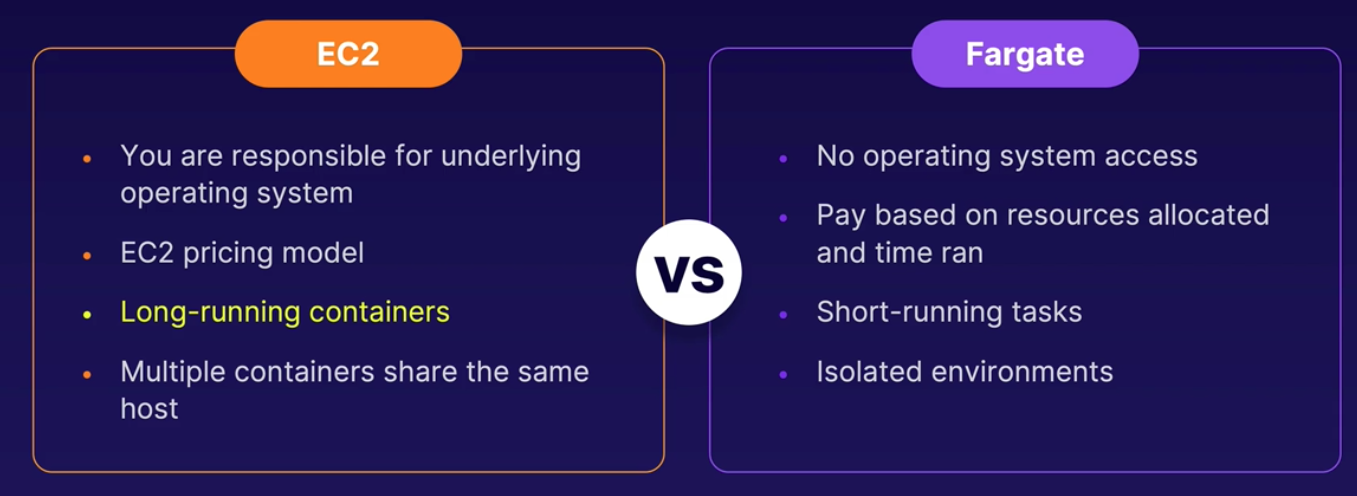 EC2
You are responsible for underlying
operating system
EC2 pricing model
Long-running containers
Multiple containers share the same
host
VS
Fargate
No operating system access
Pay based on resources allocated
and time ran
Short-running tasks
Isolated environments